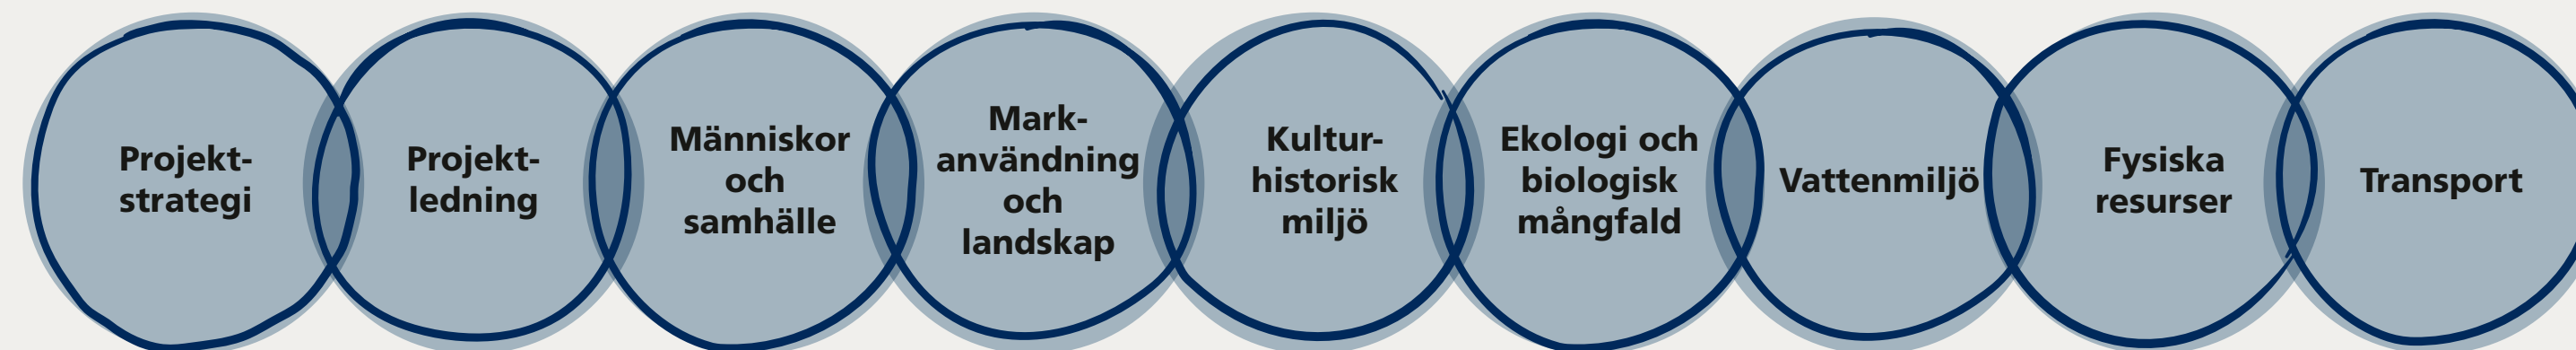 Projekt-
strategi
Projekt-
ledning
Människor
och
samhälle
Mark-
användning
och
landskap
Kultur-
historisk
miljö
Ekologi och
biologisk
mångfald
Vattenmiljö
Fysiska
resurser
Transport